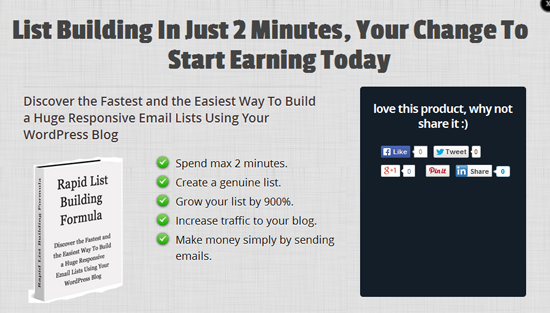 List Building In Just 2 Minutes, Your Change To
Start Earning Today
Discover the Fastest and the Easiest Way To Build
a Huge Responsive Email Lists Using Your
WordPress Blog
Rapid List Building Formula
Rapid List
Building
Formula
Discover the Fastest and
the Easiest Way To Build
a Huge Responsive
Email Lists Using Your
WordPress Blog
Spend max 2 minutes.
Create a genuine list.
Grow your list by 900%.
Increase traffic to your blog.
Make money simply by sending
emails.
love this product, why not
share it :)
Like 0 Tweet 0
g+1 0 Pin it in Share 0
X